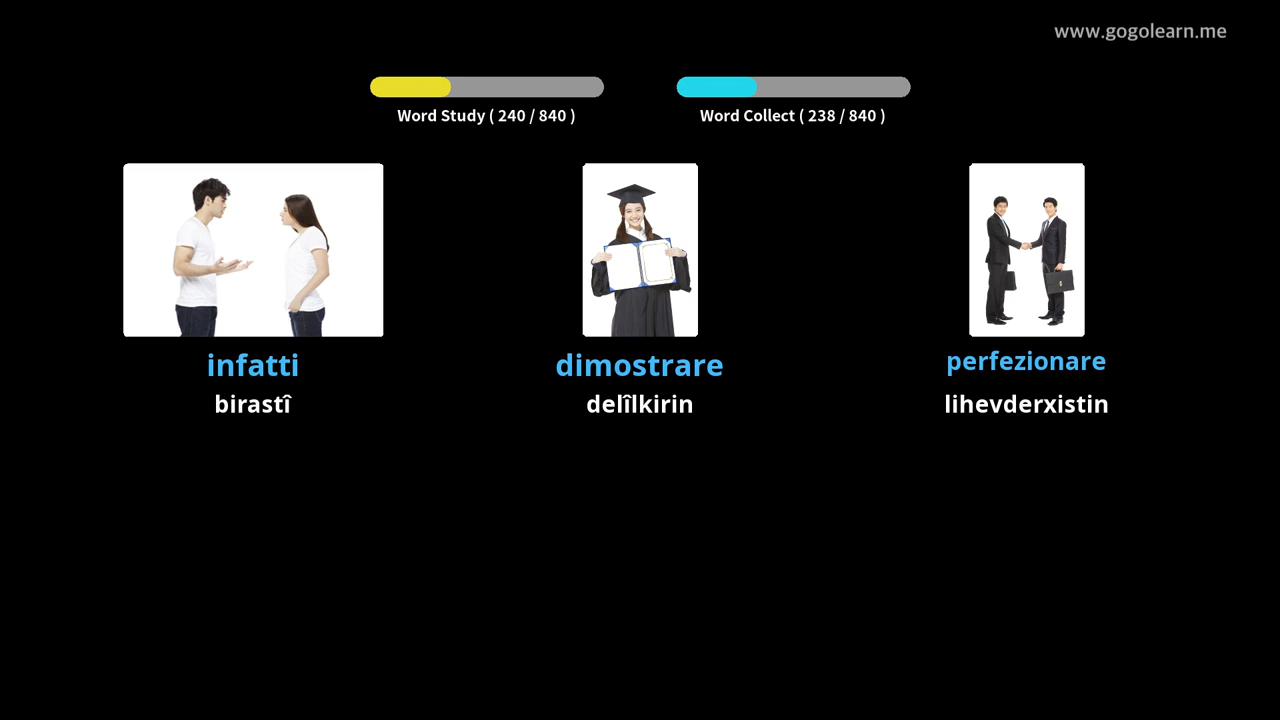 www.gogolearn.me
Word Study ( 240 / 840 )
Word Collect ( 238 / 840 )
infatti
dimostrare
perfezionare
birastî
delîlkirin
lihevderxistin